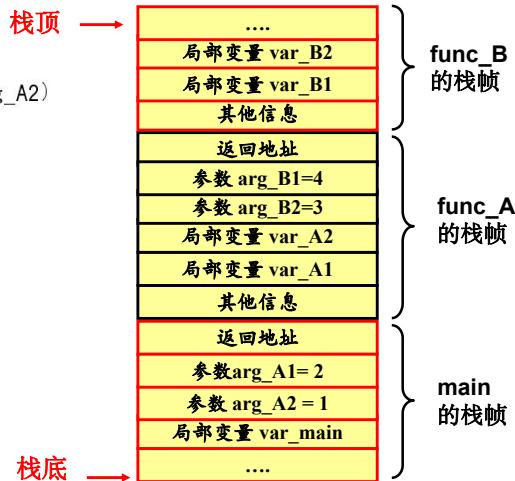 栈顶
g_A2)
....
局部变量 var_B2
局部变量 var_B1
其他信息
func_B
的栈帧
返回地址
参数 arg_B1=4
参数 arg_B2=3
局部变量 var_A2
局部变量 var_A1
其他信息
func_A
的栈帧
返回地址
参数arg_A1= 2
参数 arg_A2 = 1
局部变量 var_main
....
main
的栈帧
栈底